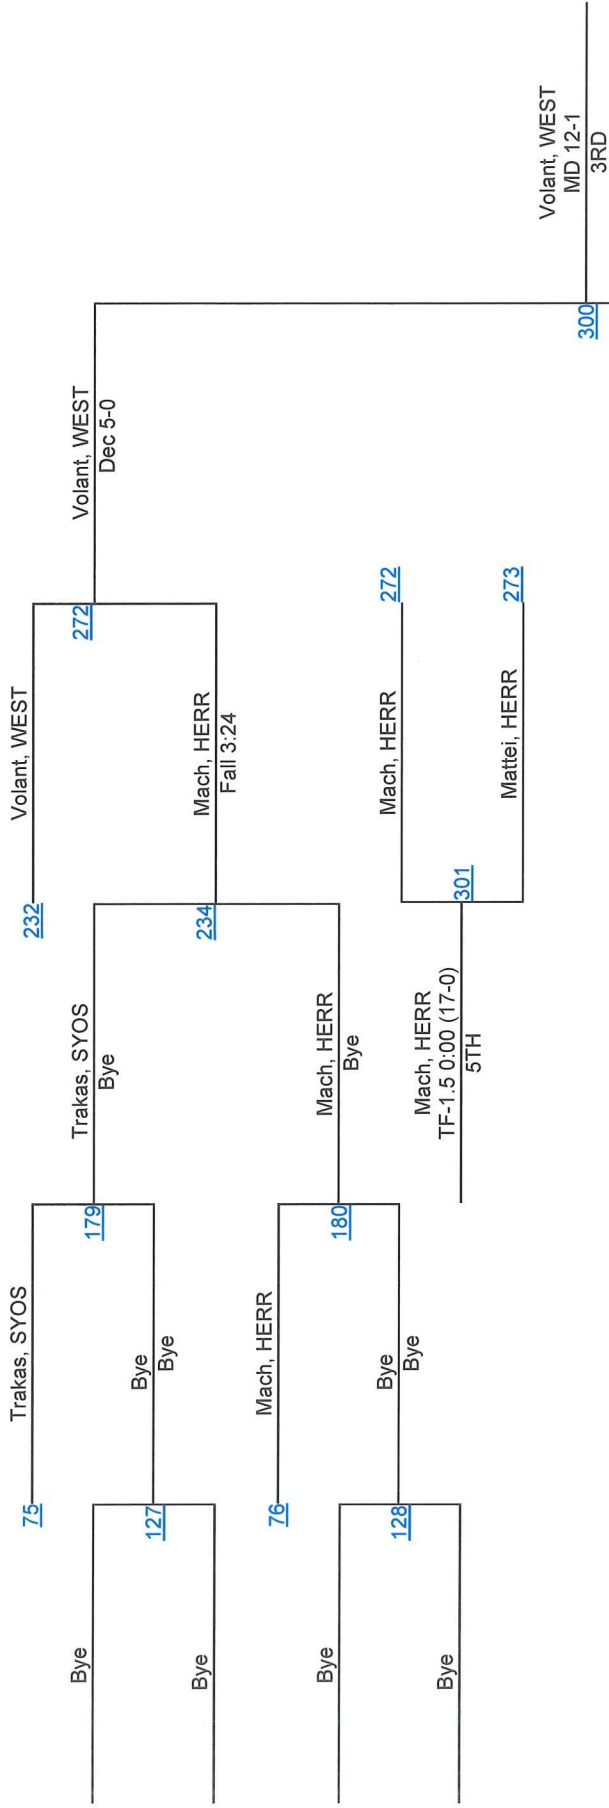 Bye
Bye
Bye
Bye
75
Trakas, SYOS
127
Bye
Bye
76
Mach, HERR
128
Bye
Bye
179
Trakas, SYOS
Bye
180
Mach, HERR
Bye
232
Volant, WEST
234
Mach, HERR
Fall 3:24
272
Volant, WEST
Dec 5-0
300
Volant, WEST
MD 12-1
3RD
Mach, HERR
272
Mattei, HERR
273
301
Mach, HERR
TF-1.5 0:00 (17-0)
5TH